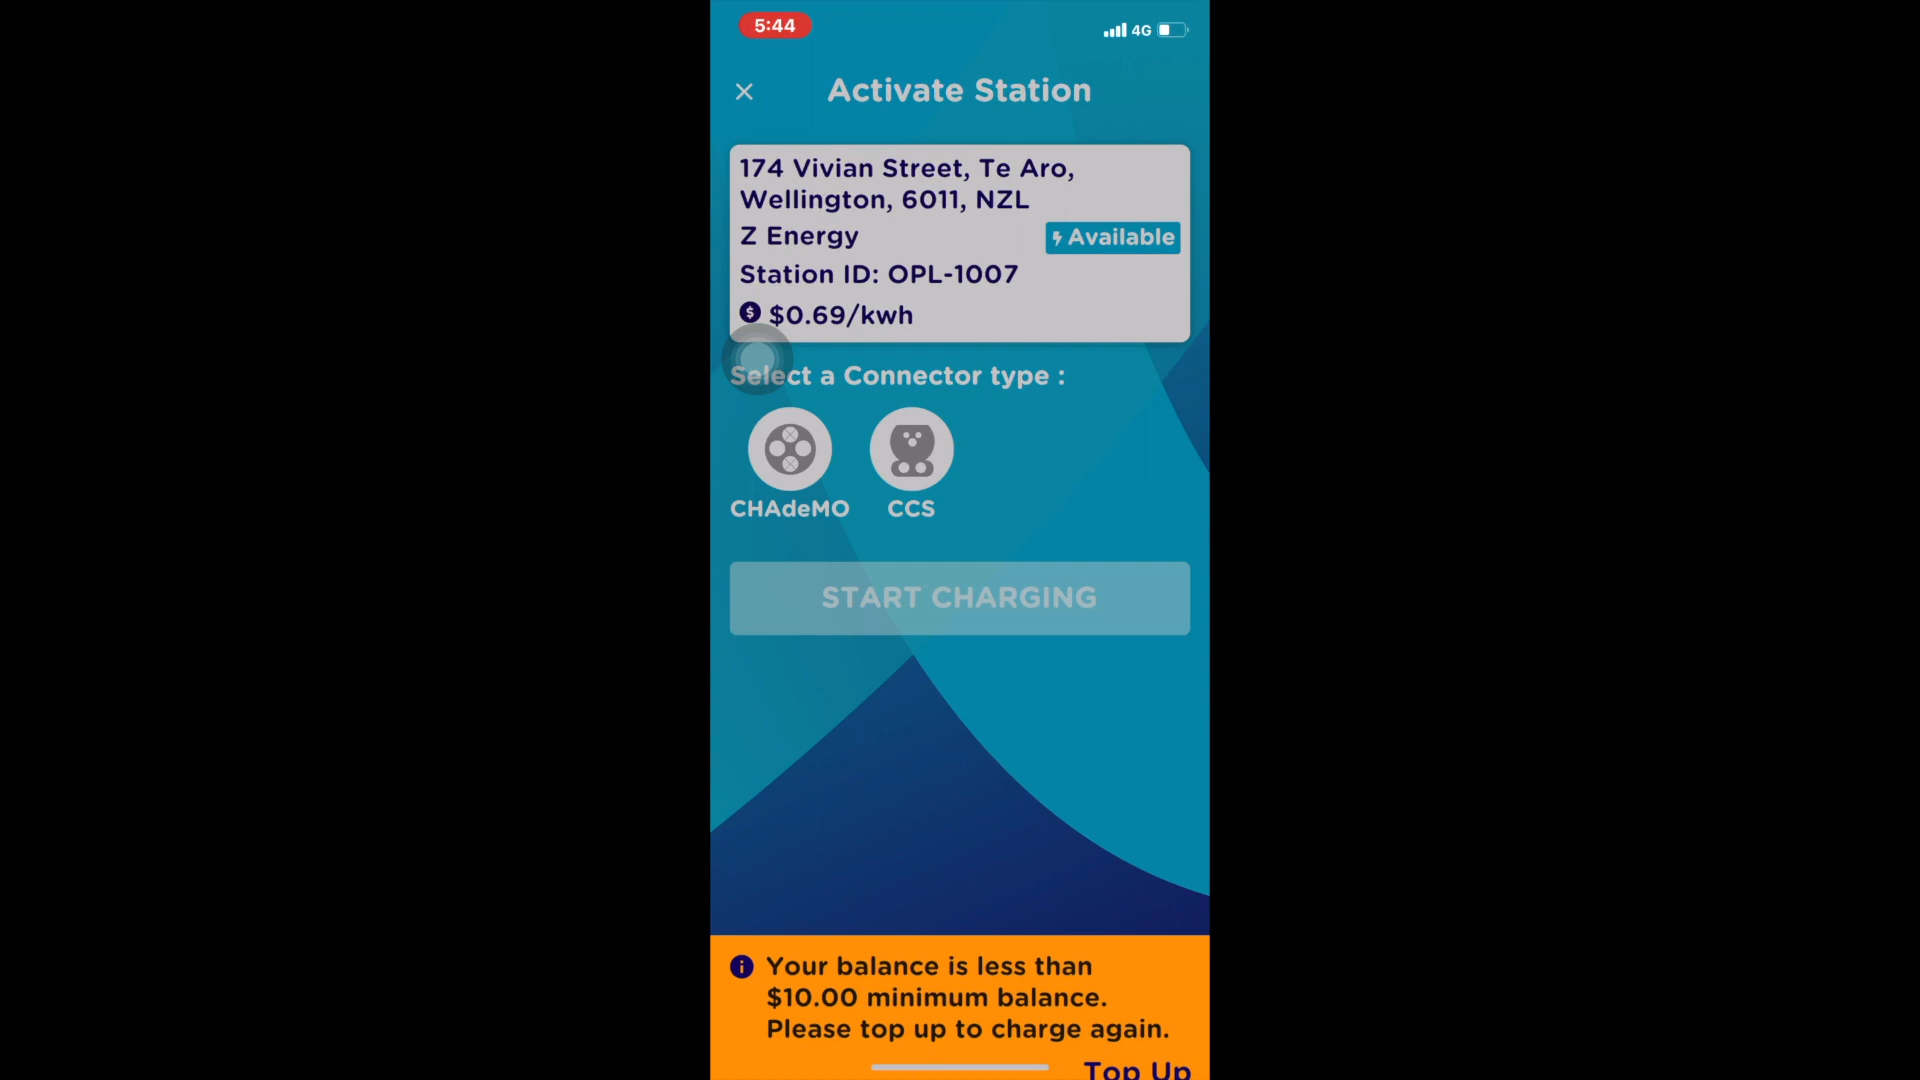 5:44
4G
Activate Station
174 Vivian Street, Te Aro,
Wellington, 6011, NZL
Z Energy
Available
Station ID: OPL-1007
$0.69/kwh
Select a Connector type :
CHAdeMO CCS
START CHARGING
Your balance is less than
$10.00 minimum balance.
Please top up to charge again.
Top Up